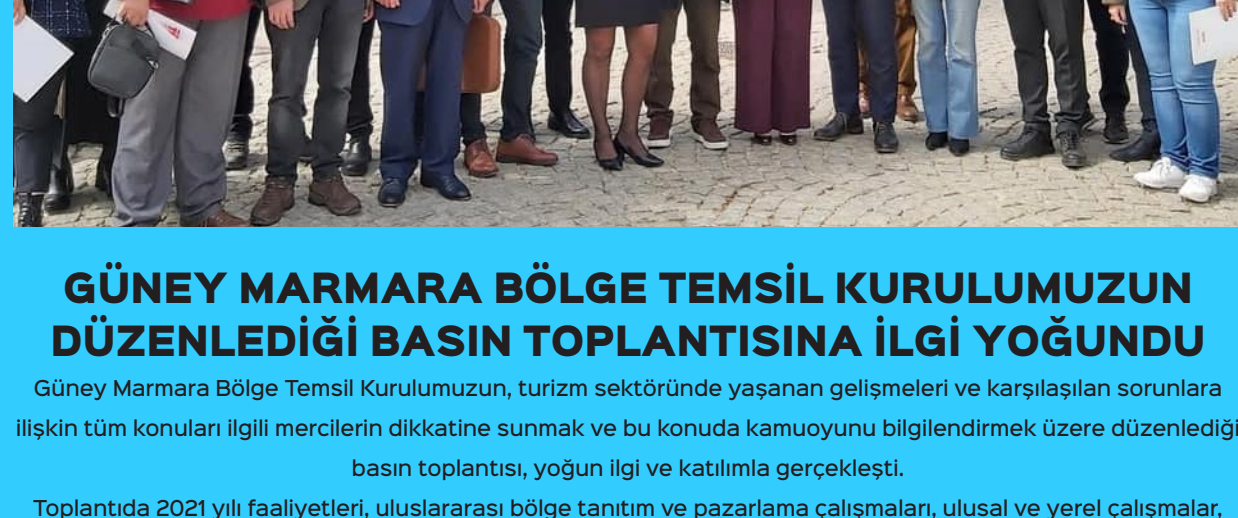 GÜNEY MARMARA BÖLGE TEMSİL KURULUMUZUN
DÜZENLEDİĞİ BASIN TOPLANTISINA İLGİ YOĞUNDU
Güney Marmara Bölge Temsil Kurulumuzun, turizm sektöründe yaşanan gelişmeleri ve karşılaşılan sorunlara
ilişkin tüm konuları ilgili mercilerin dikkatine sunmak ve bu konuda kamuoyunu bilgilendirmek üzere düzenlediği
basın toplantısı, yoğun ilgi ve katılımla gerçekleşti.
Toplantıda 2021 yılı faaliyetleri, uluslararası bölge tanıtım ve pazarlama çalışmaları, ulusal ve yerel çalışmalar,